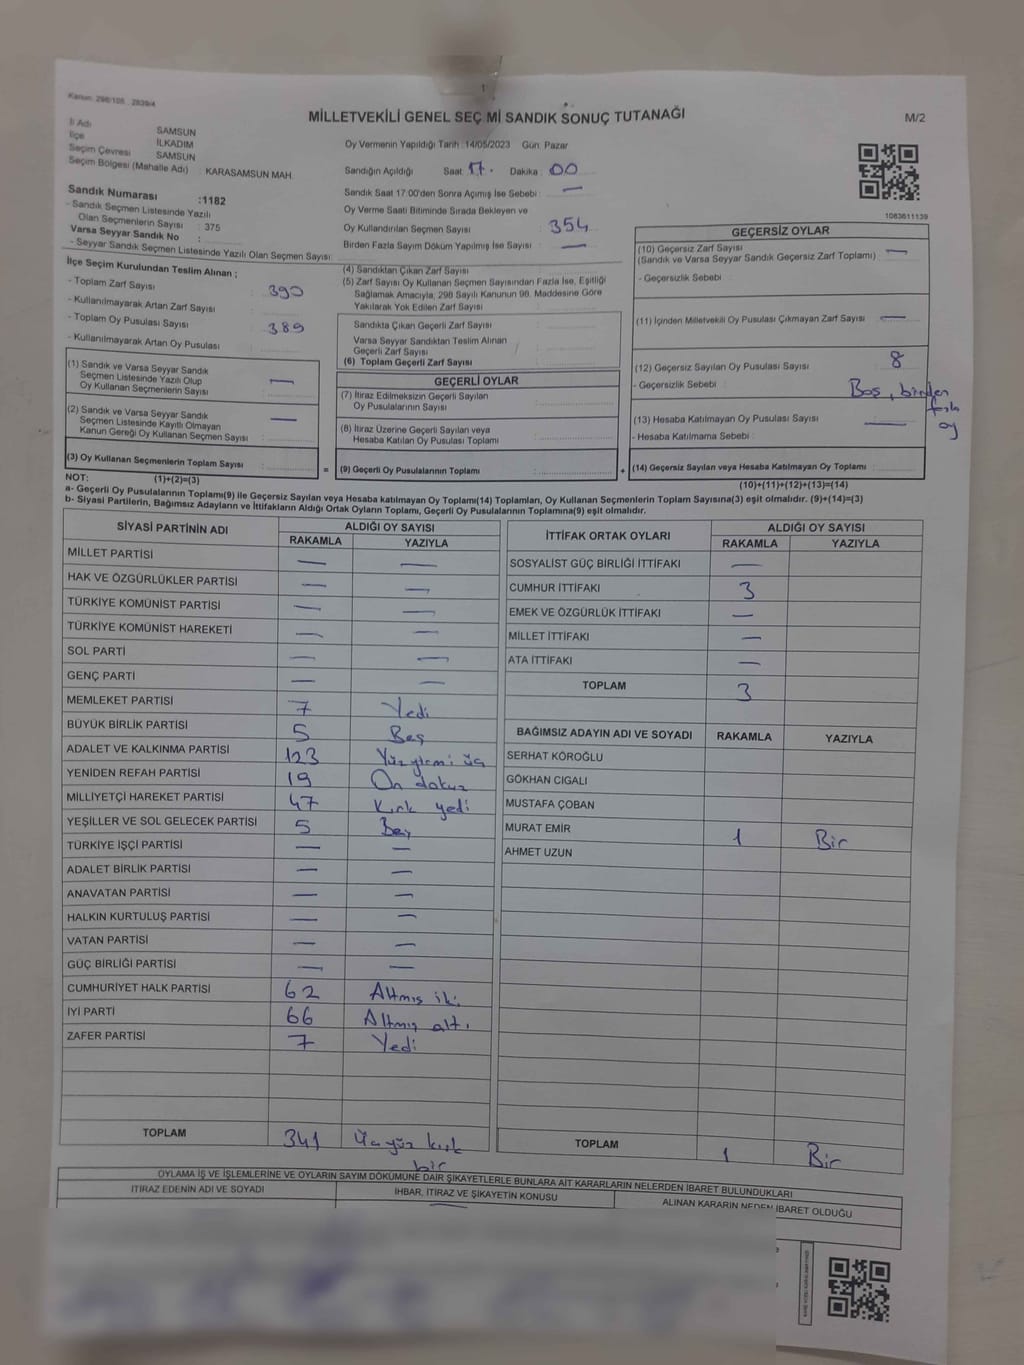 Kanun: 298/105 , 2839/4
MİLLETVEKİLİ GENEL SEÇ Mİ SANDIK SONUÇ TUTANAĞI
M/2
İl Adı SAMSUN
İlçe İLKADIM
Seçim Çevresi SAMSUN
Seçim Bölgesi (Mahalle Adı) : KARASAMSUN MAH.
Sandık Numarası :1182
- Sandık Seçmen Listesinde Yazılı
Olan Seçmenlerin Sayısı : 375
Varsa Seyyar Sandık No :
- Seyyar Sandık Seçmen Listesinde Yazılı Olan Seçmen Sayısı:
Oy Vermenin Yapıldığı Tarih : 14/05/2023 Gün: Pazar
Sandığın Açıldığı Saat : 17. Dakika : 00
Sandık Saat 17:00'den Sonra Açımış İse Sebebi : —
Oy Verme Saati Bitiminde Sırada Bekleyen ve
Oy Kullandırılan Seçmen Sayısı : 354
Birden Fazla Sayım Döküm Yapılmış İse Sayısı : —
1083611139
İlçe Seçim Kurulundan Teslim Alınan ;
- Toplam Zarf Sayısı : 390
- Kullanılmayarak Artan Zarf Sayısı :
- Toplam Oy Pusulası Sayısı : 389
- Kullanılmayarak Artan Oy Pusulası :
(1) Sandık ve Varsa Seyyar Sandık
Seçmen Listesinde Yazılı Olup
Oy Kullanan Seçmenlerin Sayısı : —
(2) Sandık ve Varsa Seyyar Sandık
Seçmen Listesinde Kayıtlı Olmayan
Kanun Gereği Oy Kullanan Seçmen Sayısı : —
(3) Oy Kullanan Seçmenlerin Toplam Sayısı :
(4) Sandıktan Çıkan Zarf Sayısı :
(5) Zarf Sayısı Oy Kullanan Seçmen Sayısından Fazla İse, Eşitliği
Sağlamak Amacıyla, 298 Sayılı Kanunun 98. Maddesine Göre
Yakılarak Yok Edilen Zarf Sayısı :
Sandıkta Çıkan Geçerli Zarf Sayısı :
Varsa Seyyar Sandıktan Teslim Alınan
Geçerli Zarf Sayısı
(6) Toplam Geçerli Zarf Sayısı :
GEÇERLİ OYLAR
(7) İtiraz Edilmeksizin Geçerli Sayılan
Oy Pusulalarının Sayısı :
(8) İtiraz Üzerine Geçerli Sayılan veya
Hesaba Katılan Oy Pusulası Toplamı :
= (9) Geçerli Oy Pusulalarının Toplamı :
GEÇERSİZ OYLAR
(10) Geçersiz Zarf Sayısı : —
(Sandık ve Varsa Seyyar Sandık Geçersiz Zarf Toplamı)
- Geçersizlik Sebebi :
(11) İçinden Milletvekili Oy Pusulası Çıkmayan Zarf Sayısı : —
(12) Geçersiz Sayılan Oy Pusulası Sayısı : 8
- Geçersizlik Sebebi : Boş, birden
fazla
oy
(13) Hesaba Katılmayan Oy Pusulası Sayısı : —
- Hesaba Katılmama Sebebi :
+ (14) Geçersiz Sayılan veya Hesaba Katılmayan Oy Toplamı :
NOT: (1)+(2)=(3)
(10)+(11)+(12)+(13)=(14)
a- Geçerli Oy Pusulalarının Toplamı(9) ile Geçersiz Sayılan veya Hesaba katılmayan Oy Toplamı(14) Toplamları, Oy Kullanan Seçmenlerin Toplam Sayısına(3) eşit olmalıdır. (9)+(14)=(3)
b- Siyasi Partilerin, Bağımsız Adayların ve İttifakların Aldığı Ortak Oyların Toplamı, Geçerli Oy Pusulalarının Toplamına(9) eşit olmalıdır.
SİYASİ PARTİNİN ADI ALDIĞI OY SAYISI
RAKAMLA YAZIYLA
MİLLET PARTİSİ — —
HAK VE ÖZGÜRLÜKLER PARTİSİ — —
TÜRKİYE KOMÜNİST PARTİSİ — —
TÜRKİYE KOMÜNİST HAREKETİ — —
SOL PARTİ — —
GENÇ PARTİ — —
MEMLEKET PARTİSİ 7 Yedi
BÜYÜK BİRLİK PARTİSİ 5 Beş
ADALET VE KALKINMA PARTİSİ 123 Yüz yirmi üç
YENİDEN REFAH PARTİSİ 19 On dokuz
MİLLİYETÇİ HAREKET PARTİSİ 47 Kırk yedi
YEŞİLLER VE SOL GELECEK PARTİSİ 5 Beş
TÜRKİYE İŞÇİ PARTİSİ — —
ADALET BİRLİK PARTİSİ — —
ANAVATAN PARTİSİ — —
HALKIN KURTULUŞ PARTİSİ — —
VATAN PARTİSİ — —
GÜÇ BİRLİĞİ PARTİSİ — —
CUMHURİYET HALK PARTİSİ 62 Altmış iki
İYİ PARTİ 66 Altmış altı
ZAFER PARTİSİ 7 Yedi
TOPLAM 341 Üç yüz kırk
bir
İTTİFAK ORTAK OYLARI ALDIĞI OY SAYISI
RAKAMLA YAZIYLA
SOSYALİST GÜÇ BİRLİĞİ İTTİFAKI —
CUMHUR İTTİFAKI 3
EMEK VE ÖZGÜRLÜK İTTİFAKI —
MİLLET İTTİFAKI —
ATA İTTİFAKI —
TOPLAM 3
BAĞIMSIZ ADAYIN ADI VE SOYADI RAKAMLA YAZIYLA
SERHAT KÖROĞLU
GÖKHAN CIGALI
MUSTAFA ÇOBAN
MURAT EMİR 1 Bir
AHMET UZUN
TOPLAM 1 Bir
OYLAMA İŞ VE İŞLEMLERİNE VE OYLARIN SAYIM DÖKÜMÜNE DAİR ŞİKAYETLERLE BUNLARA AİT KARARLARIN NELERDEN İBARET BULUNDUKLARI
İTİRAZ EDENİN ADI VE SOYADI İHBAR, İTİRAZ VE ŞİKAYETİN KONUSU ALINAN KARARIN NEDEN İBARET OLDUĞU